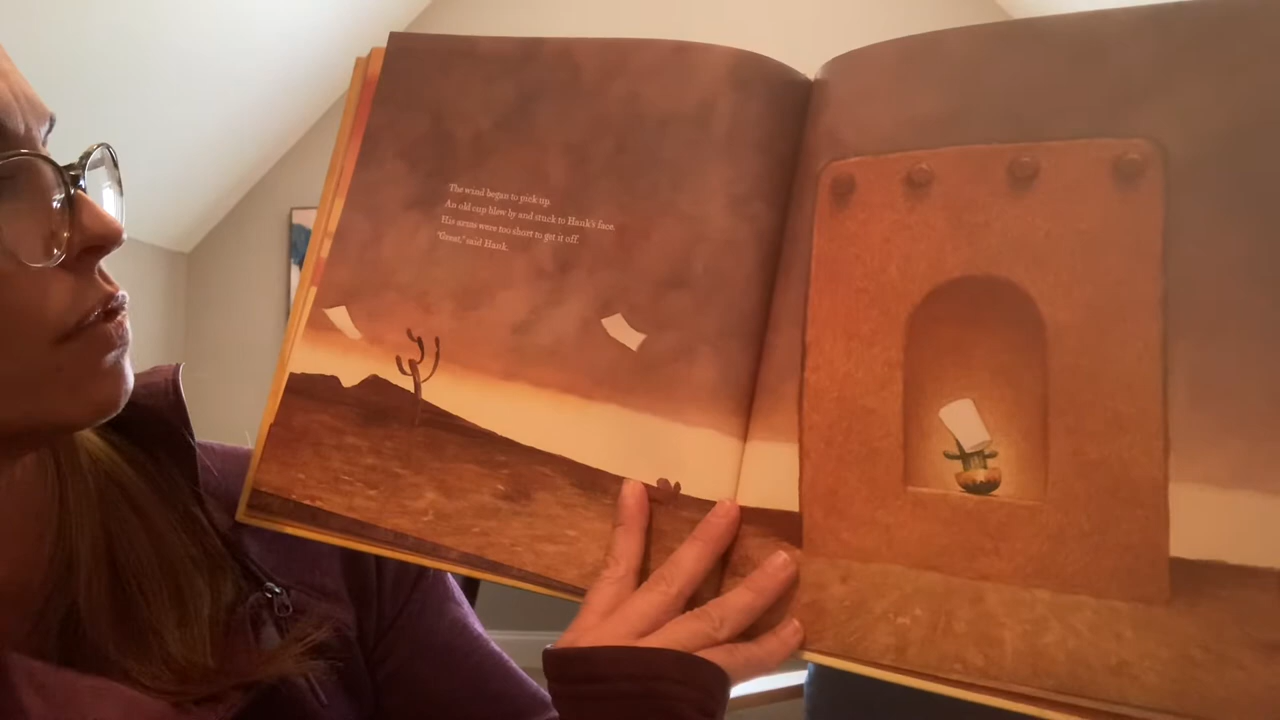 The wind began to pick up.
An old cup blew by and stuck to Hank's face.
His arms were too short to get it off.
"Great," said Hank.